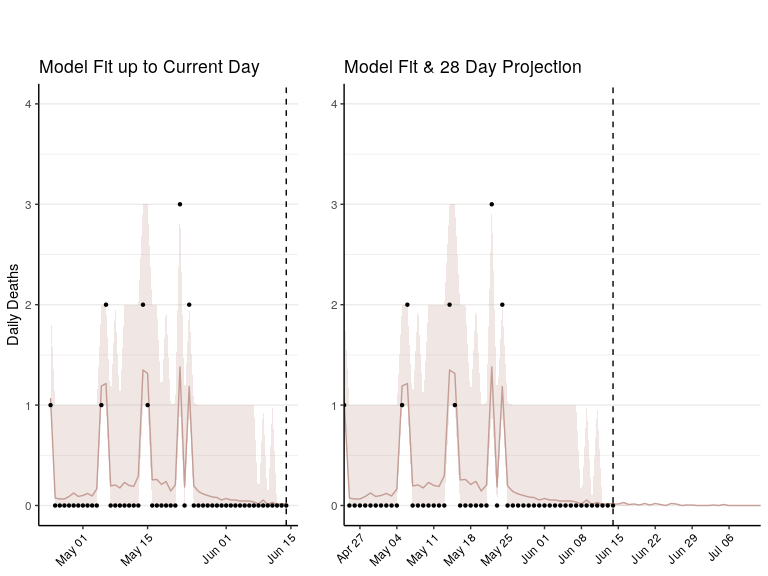 Model Fit up to Current Day
Model Fit & 28 Day Projection
Daily Deaths
4
3
2
1
0
May 01
May 15
Jun 01
Jun 15
4
3
2
1
0
Apr 27
May 04
May 11
May 18
May 25
Jun 01
Jun 08
Jun 15
Jun 22
Jun 29
Jul 06